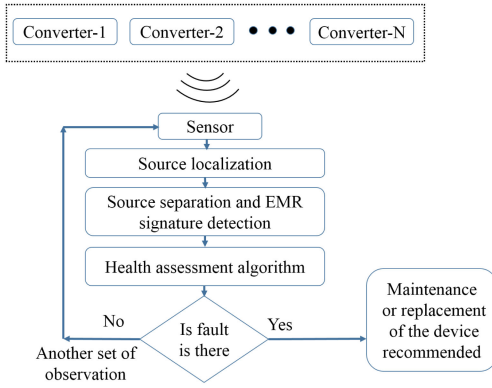 Converter-1 Converter-2 Converter-N
Sensor
Source localization
Source separation and EMR
signature detection
Health assessment algorithm
Is fault
is there
No
Another set of
observation
Yes
Maintenance
or replacement
of the device
recommended